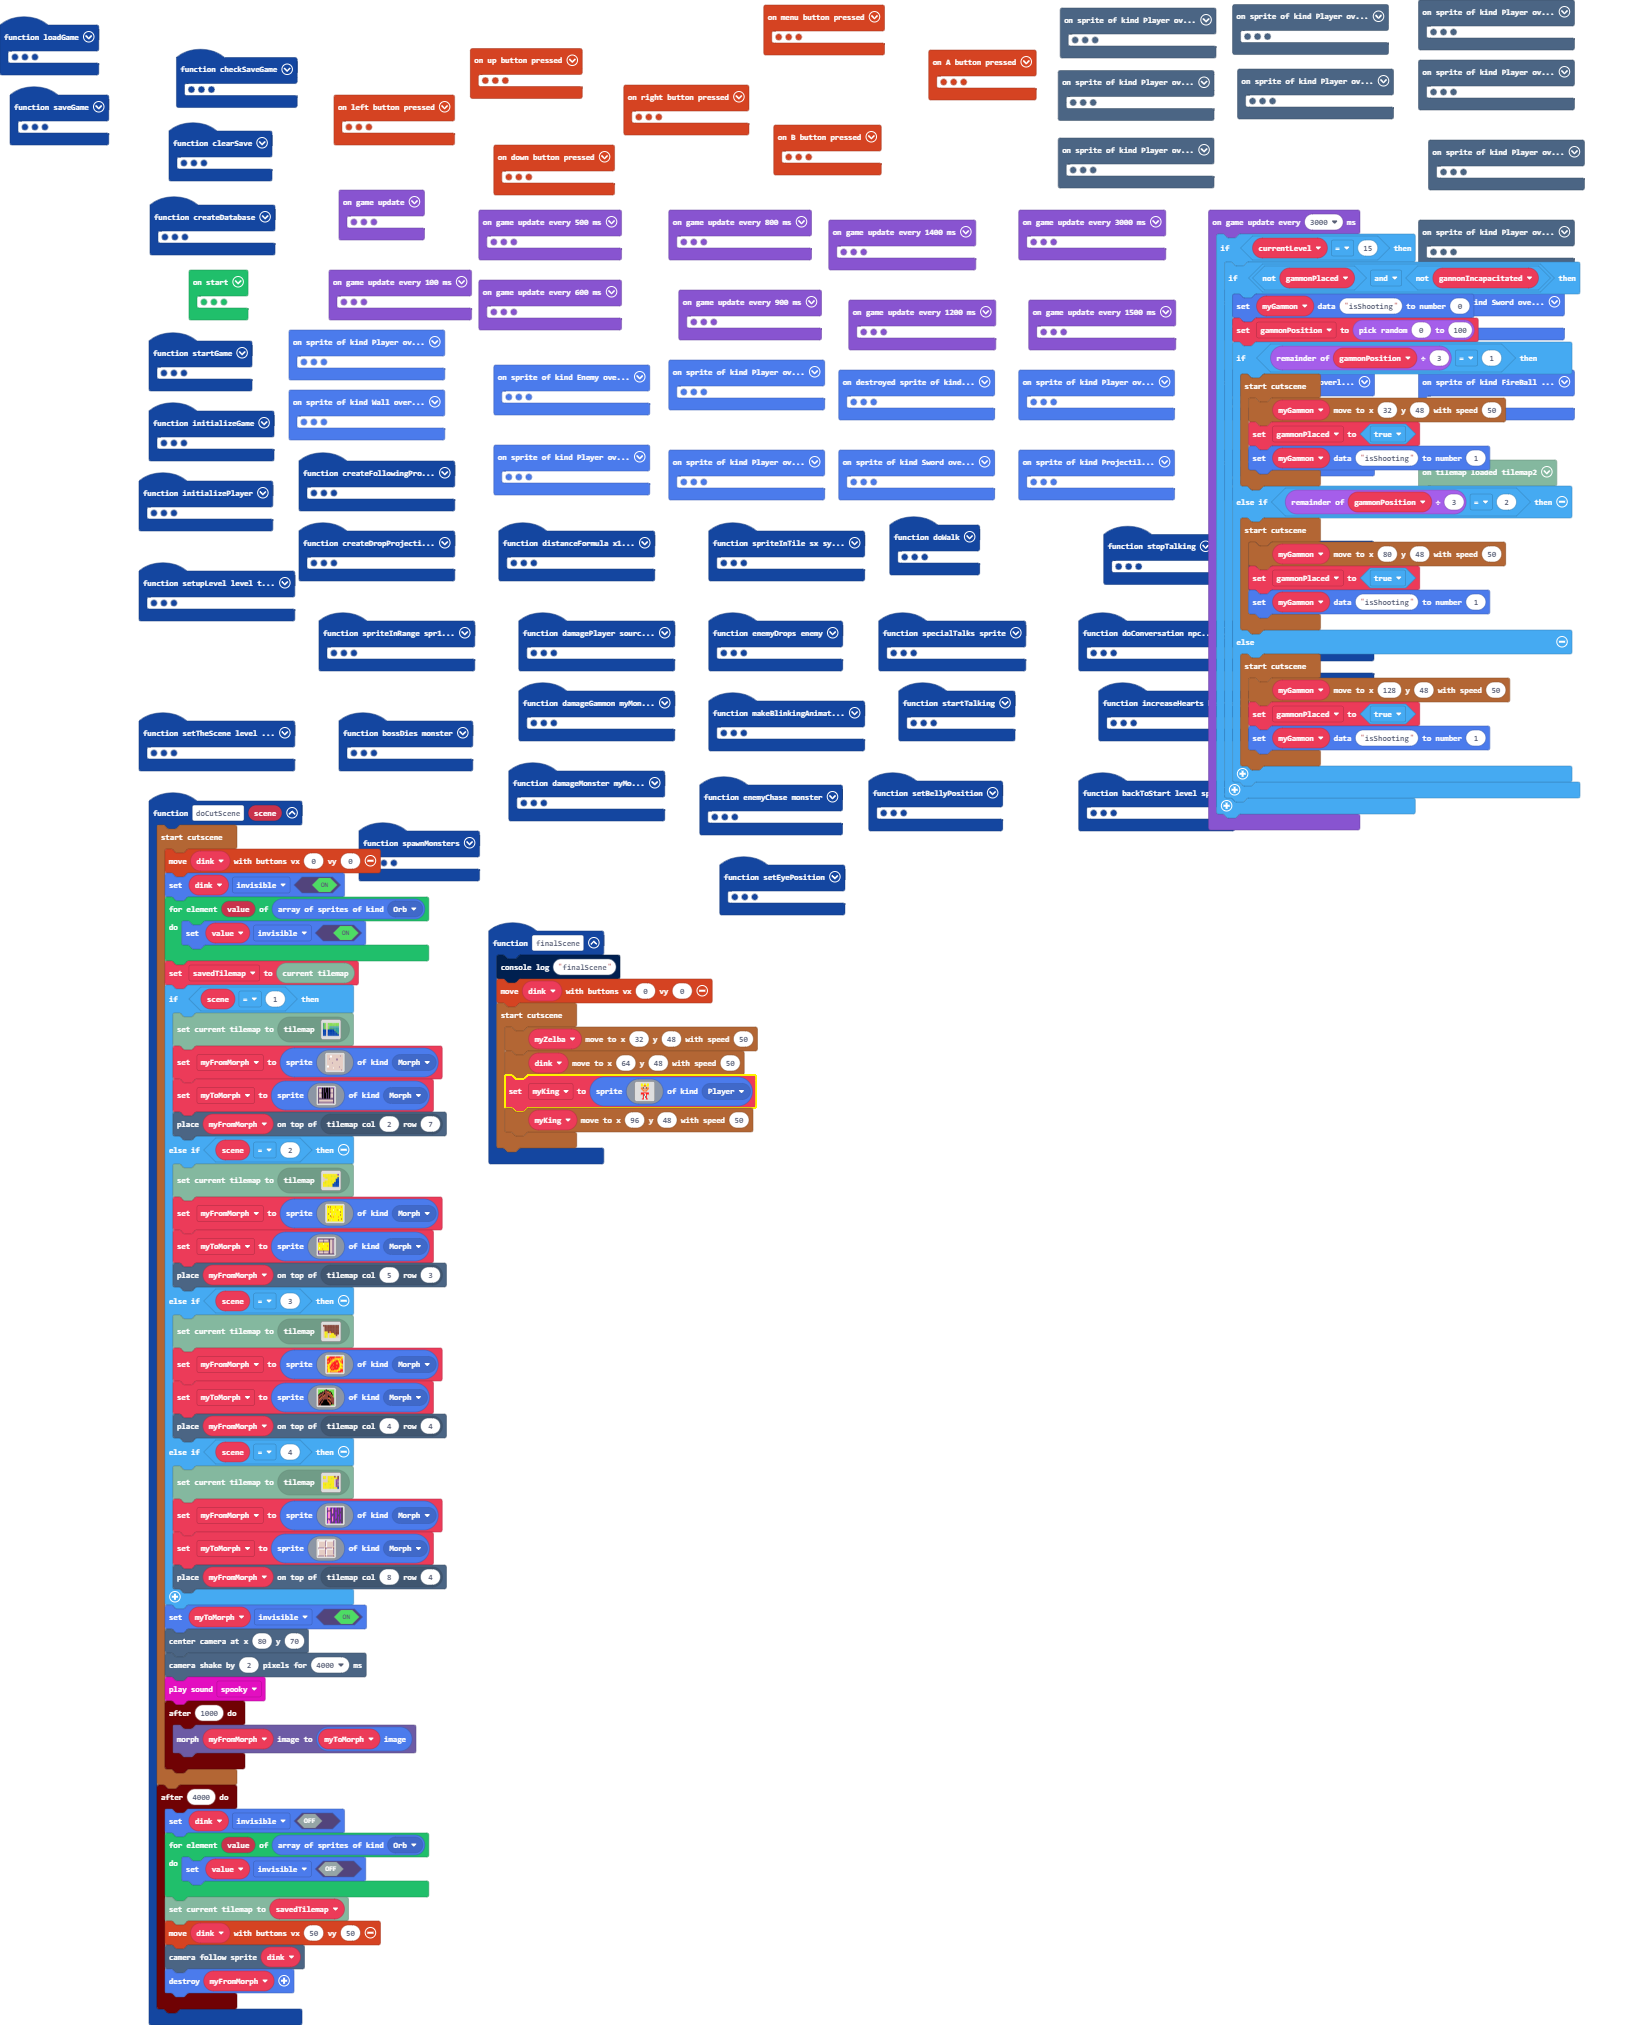 function loadGame
function saveGame
function checkSaveGame
function clearSave
function createDatabase
on start
function startGame
function initializeGame
function initializePlayer
function setupLevel level t...
function setTheScene level ...
on menu button pressed
on up button pressed
on left button pressed
on right button pressed
on down button pressed
on A button pressed
on B button pressed
on sprite of kind Player ov...
on sprite of kind Player ov...
on sprite of kind Player ov...
on sprite of kind Player ov...
on sprite of kind Player ov...
on sprite of kind Player ov...
on sprite of kind Player ov...
on sprite of kind Player ov...
on sprite of kind Player ov...
on game update
on game update every 100 ms
on game update every 500 ms
on game update every 600 ms
on game update every 800 ms
on game update every 900 ms
on game update every 1400 ms
on game update every 1200 ms
on game update every 3000 ms
on game update every 1500 ms
on sprite of kind Player ov...
on sprite of kind Wall over...
on sprite of kind Enemy ove...
on sprite of kind Player ov...
on sprite of kind Player ov...
on sprite of kind Player ov...
on destroyed sprite of kind...
on sprite of kind Sword ove...
on sprite of kind Player ov...
on sprite of kind Projectil...
function createFollowingPro...
function createDropProjecti...
function distanceFormula x1...
function spriteInTile sx sy...
function doWalk
function stopTalking
function spriteInRange spr1...
function damagePlayer sourc...
function enemyDrops enemy
function specialTalks sprite
function doConversation npc..
function bossDies monster
function damageGammon myMon...
function makeBlinkingAnimat...
function startTalking
function increaseHearts
function damageMonster myMo...
function enemyChase monster
function setBellyPosition
function backToStart level sp
function spawnMonsters
function setEyePosition
on game update every 3000 ms
if currentLevel = 15 then
if not gammonPlaced and not gannonIncapacitated then
set myGammon data "isShooting" to number 0
ind Sword ove...
set gammonPosition to pick random 0 to 100
if remainder of gammonPosition ÷ 3 = 1 then
start cutscene
overl...
on sprite of kind FireBall ...
myGammon move to x 32 y 48 with speed 50
set gammonPlaced to true
set myGammon data "isShooting" to number 1
on tilemap loaded tilemap2
else if remainder of gammonPosition ÷ 3 = 2 then
start cutscene
myGammon move to x 80 y 48 with speed 50
set gammonPlaced to true
set myGammon data "isShooting" to number 1
else
start cutscene
myGammon move to x 128 y 48 with speed 50
set gammonPlaced to true
set myGammon data "isShooting" to number 1
function doCutScene scene
start cutscene
move dink with buttons vx 0 vy 0
set dink invisible ON
for element value of array of sprites of kind Orb
do set value invisible ON
set savedTilemap to current tilemap
if scene = 1 then
set current tilemap to tilemap
set myFromMorph to sprite of kind Morph
set myToMorph to sprite of kind Morph
place myFromMorph on top of tilemap col 2 row 7
else if scene = 2 then
set current tilemap to tilemap
set myFromMorph to sprite of kind Morph
set myToMorph to sprite of kind Morph
place myFromMorph on top of tilemap col 5 row 3
else if scene = 3 then
set current tilemap to tilemap
set myFromMorph to sprite of kind Morph
set myToMorph to sprite of kind Morph
place myFromMorph on top of tilemap col 4 row 4
else if scene = 4 then
set current tilemap to tilemap
set myFromMorph to sprite of kind Morph
set myToMorph to sprite of kind Morph
place myFromMorph on top of tilemap col 8 row 4
set myToMorph invisible ON
center camera at x 80 y 70
camera shake by 2 pixels for 4000 ms
play sound spooky
after 1000 do
morph myFromMorph image to myToMorph image
after 4000 do
set dink invisible OFF
for element value of array of sprites of kind Orb
do set value invisible OFF
set current tilemap to savedTilemap
move dink with buttons vx 50 vy 50
camera follow sprite dink
destroy myFromMorph
function finalScene
console log "finalScene"
move dink with buttons vx 0 vy 0
start cutscene
myZelba move to x 32 y 48 with speed 50
dink move to x 64 y 48 with speed 50
set myKing to sprite of kind Player
myKing move to x 96 y 48 with speed 50